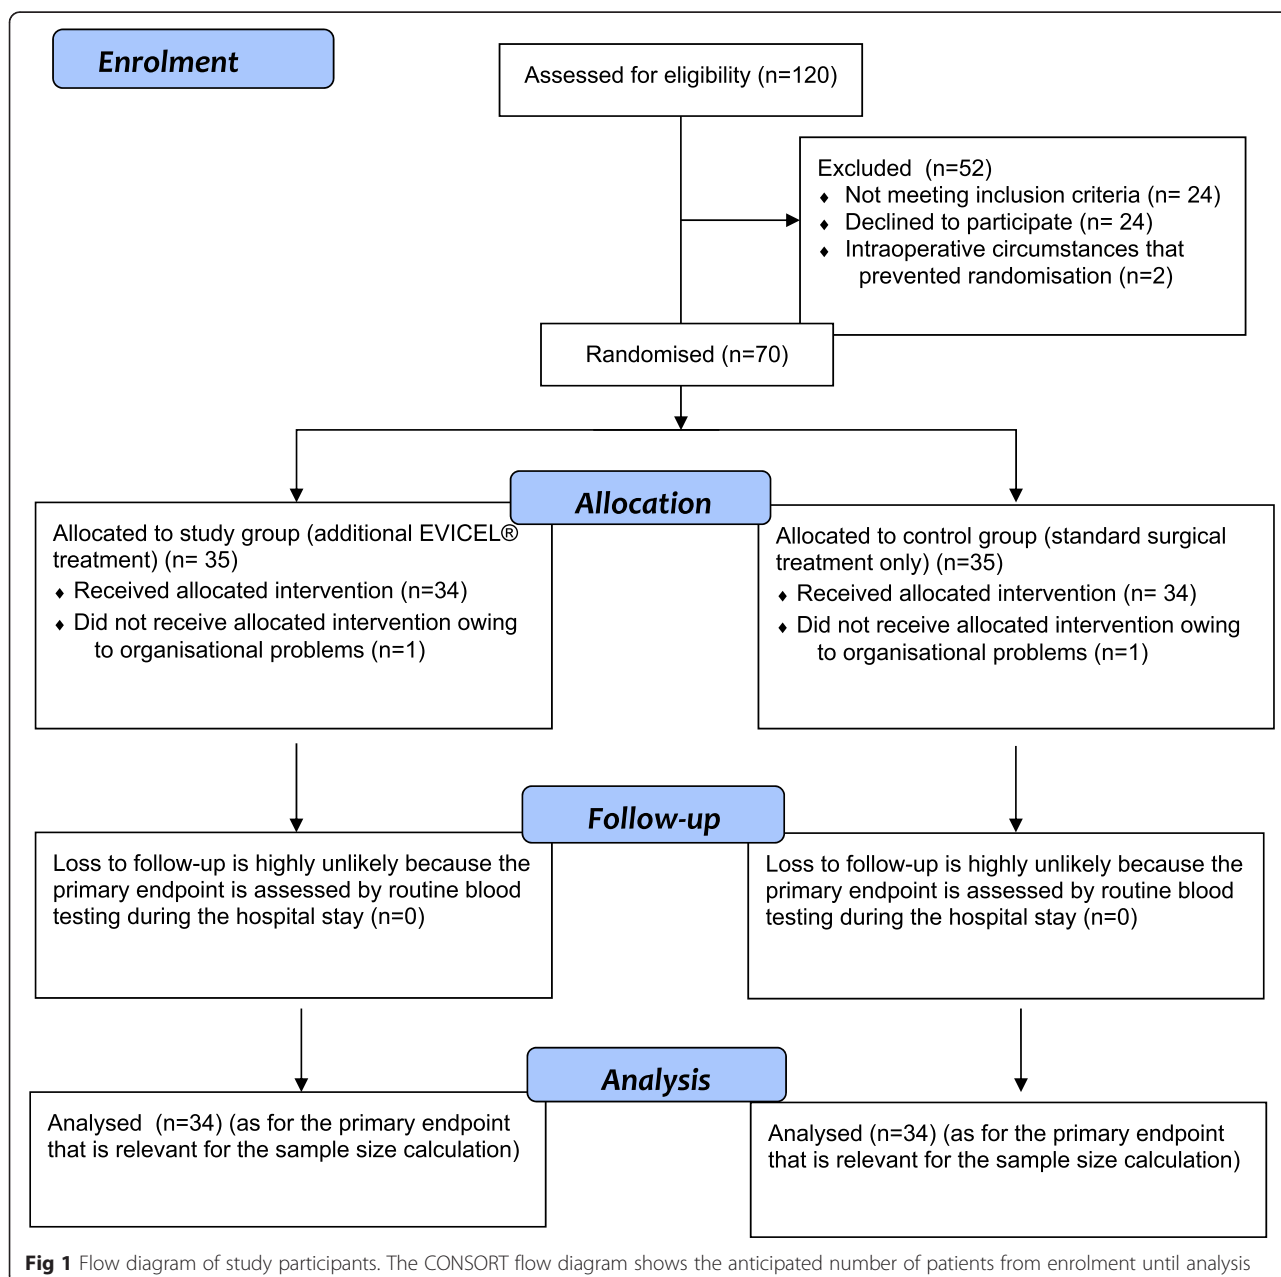 Enrolment
Assessed for eligibility (n=120)
Excluded (n=52)
♦ Not meeting inclusion criteria (n= 24)
♦ Declined to participate (n= 24)
♦ Intraoperative circumstances that
prevented randomisation (n=2)
Randomised (n=70)
Allocation
Allocated to study group (additional EVICEL®
treatment) (n= 35)
♦ Received allocated intervention (n=34)
♦ Did not receive allocated intervention owing
to organisational problems (n=1)
Allocated to control group (standard surgical
treatment only) (n=35)
♦ Received allocated intervention (n= 34)
♦ Did not receive allocated intervention owing
to organisational problems (n=1)
Follow-up
Loss to follow-up is highly unlikely because the
primary endpoint is assessed by routine blood
testing during the hospital stay (n=0)
Loss to follow-up is highly unlikely because the
primary endpoint is assessed by routine blood
testing during the hospital stay (n=0)
Analysis
Analysed (n=34) (as for the primary endpoint
that is relevant for the sample size calculation)
Analysed (n=34) (as for the primary endpoint
that is relevant for the sample size calculation)
Fig 1 Flow diagram of study participants. The CONSORT flow diagram shows the anticipated number of patients from enrolment until analysis